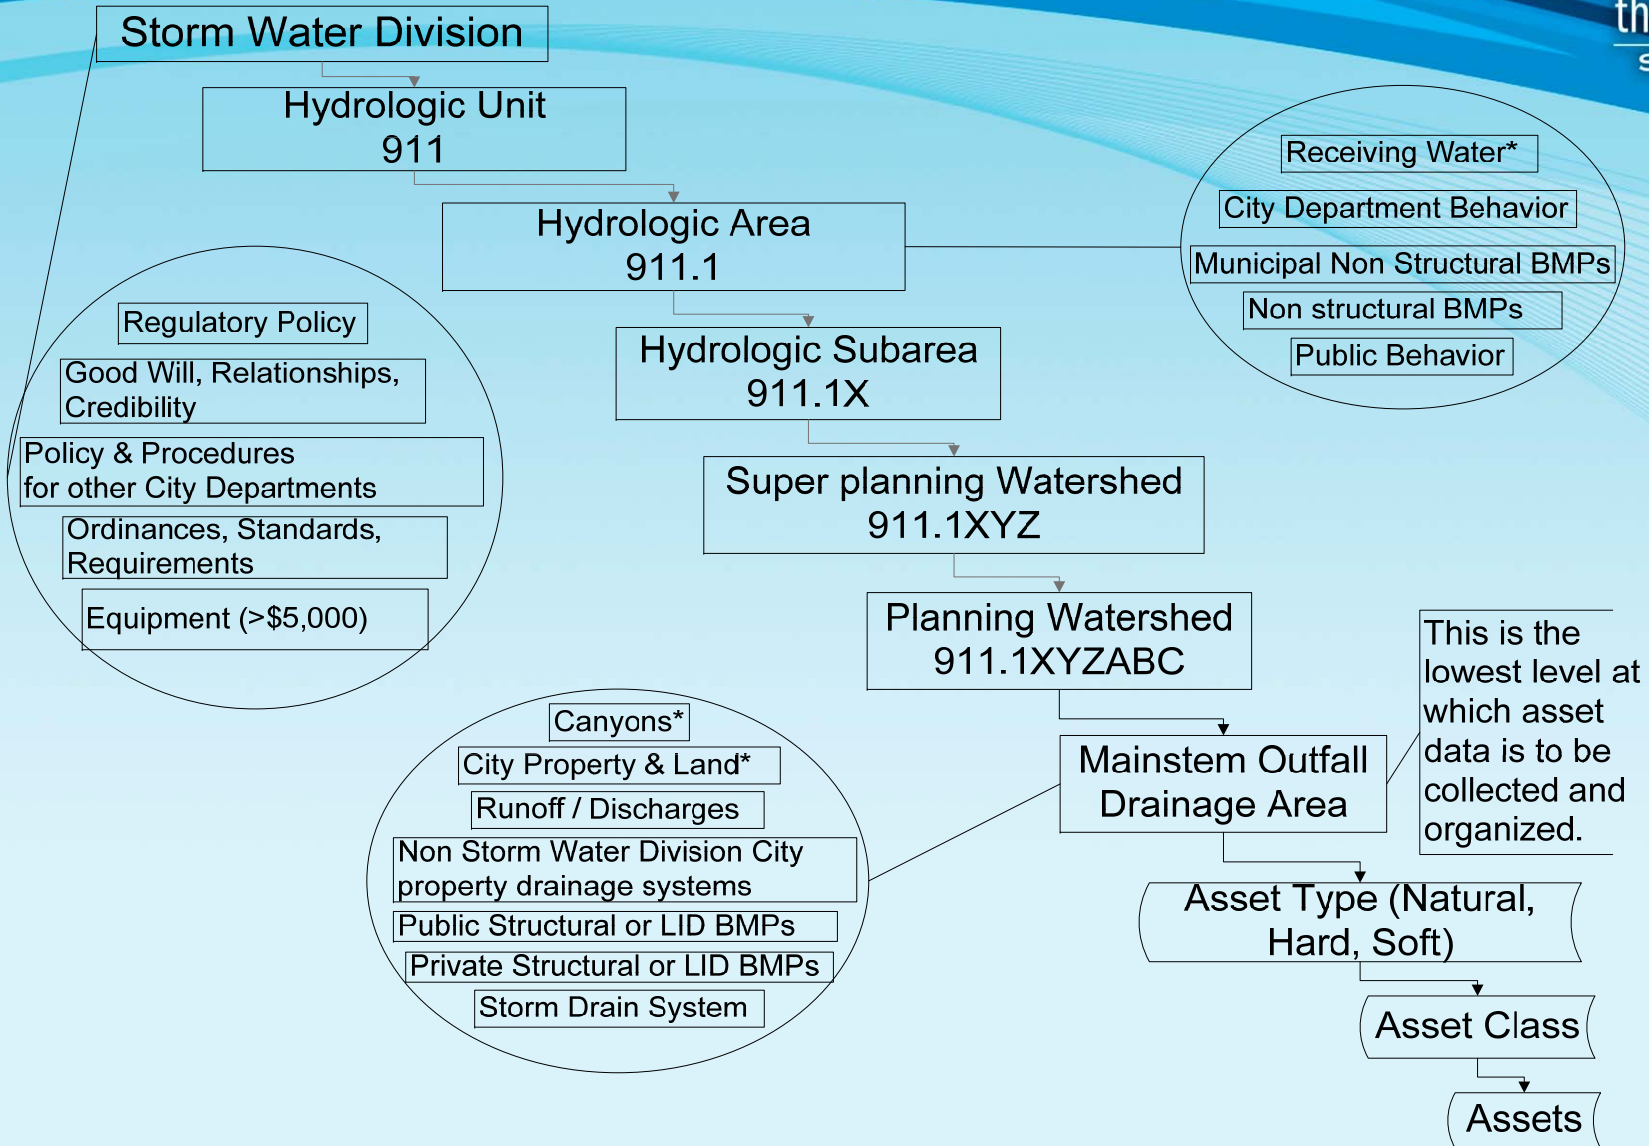 Storm Water Division
Hydrologic Unit
911
Hydrologic Area
911.1
Hydrologic Subarea
911.1X
Super planning Watershed
911.1XYZ
Planning Watershed
911.1XYZABC
Mainstem Outfall
Drainage Area
Asset Type (Natural,
Hard, Soft)
Asset Class
Assets
Receiving Water*
City Department Behavior
Municipal Non Structural BMPs
Non structural BMPs
Public Behavior
Regulatory Policy
Good Will, Relationships,
Credibility
Policy & Procedures
for other City Departments
Ordinances, Standards,
Requirements
Equipment (>$5,000)
Canyons*
City Property & Land*
Runoff / Discharges
Non Storm Water Division City
property drainage systems
Public Structural or LID BMPs
Private Structural or LID BMPs
Storm Drain System
This is the
lowest level at
which asset
data is to be
collected and
organized.